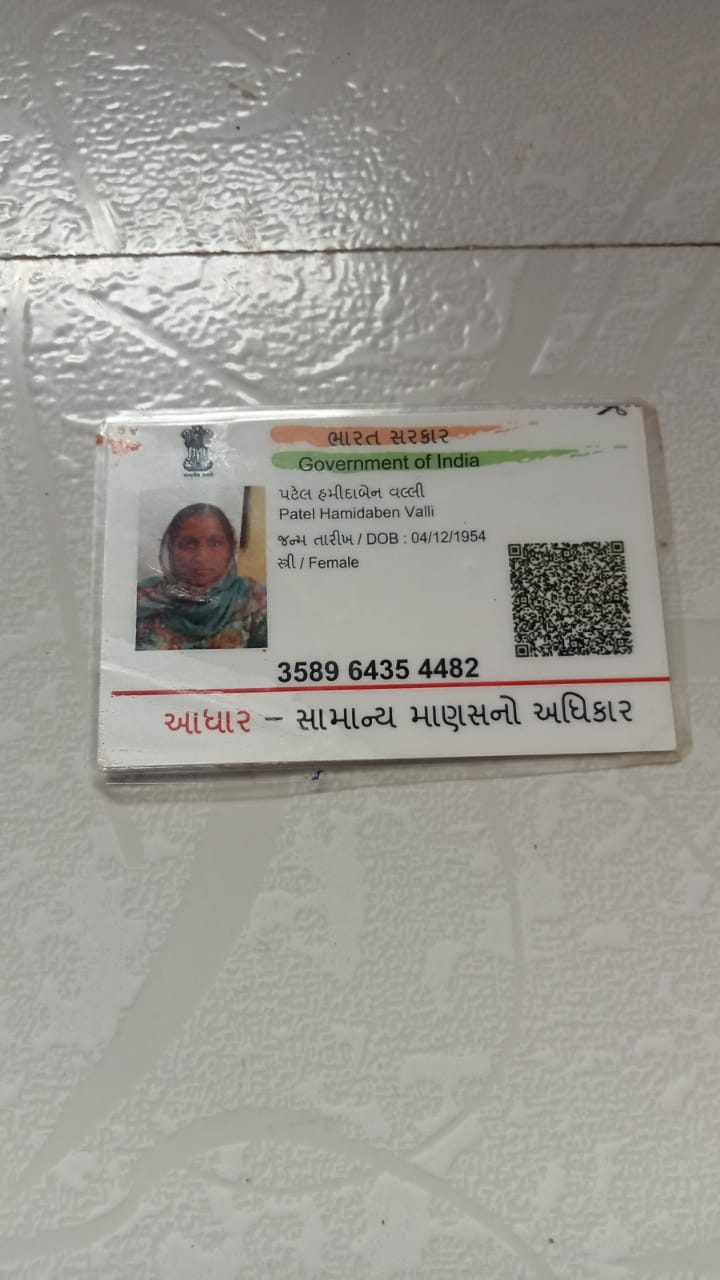 ભારત સરકાર
Government of India
પટેલ હમીદાબેન વલ્લી
Patel Hamidaben Valli
જન્મ તારીખ / DOB : 04/12/1954
સ્ત્રી / Female
3589 6435 4482
આધાર – સામાન્ય માણસનો અધિકાર